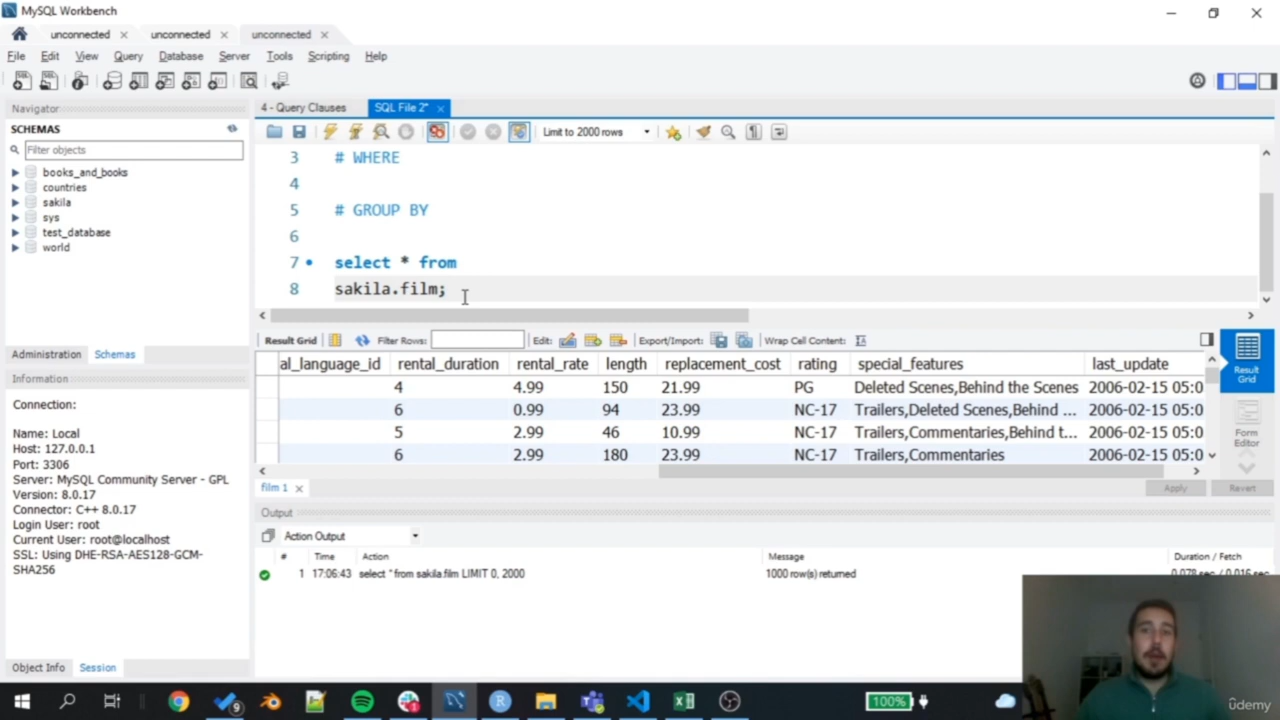 MySQL Workbench
unconnected × unconnected × unconnected ×
File Edit View Query Database Server Tools Scripting Help
Navigator
SCHEMAS
Filter objects
books_and_books
countries
sakila
sys
test_database
world
Administration Schemas
Information
Connection:
Name: Local
Host: 127.0.0.1
Port: 3306
Server: MySQL Community Server - GPL
Version: 8.0.17
Connector: C++ 8.0.17
Login User: root
Current User: root@localhost
SSL: Using DHE-RSA-AES128-GCM-
SHA256
Object Info Session
4 - Query Clauses SQL File 2* ×
Limit to 2000 rows
3 # WHERE
4
5 # GROUP BY
6
7 select * from
8 sakila.film;
Result Grid Filter Rows: Edit: Export/Import: Wrap Cell Content:
al_language_id rental_duration rental_rate length replacement_cost rating special_features last_update
4 4.99 150 21.99 PG Deleted Scenes,Behind the Scenes 2006-02-15 05:0
6 0.99 94 23.99 NC-17 Trailers,Deleted Scenes,Behind ... 2006-02-15 05:0
5 2.99 46 10.99 NC-17 Trailers,Commentaries,Behind t... 2006-02-15 05:0
6 2.99 180 23.99 NC-17 Trailers,Commentaries 2006-02-15 05:0
Result
Grid
Form
Editor
film 1 × Apply Revert
Output
Action Output
# Time Action Message Duration / Fetch
1 17:06:43 select * from sakila.film LIMIT 0, 2000 1000 row(s) returned 0.078 sec / 0.016 sec
9
100%
ûdemy